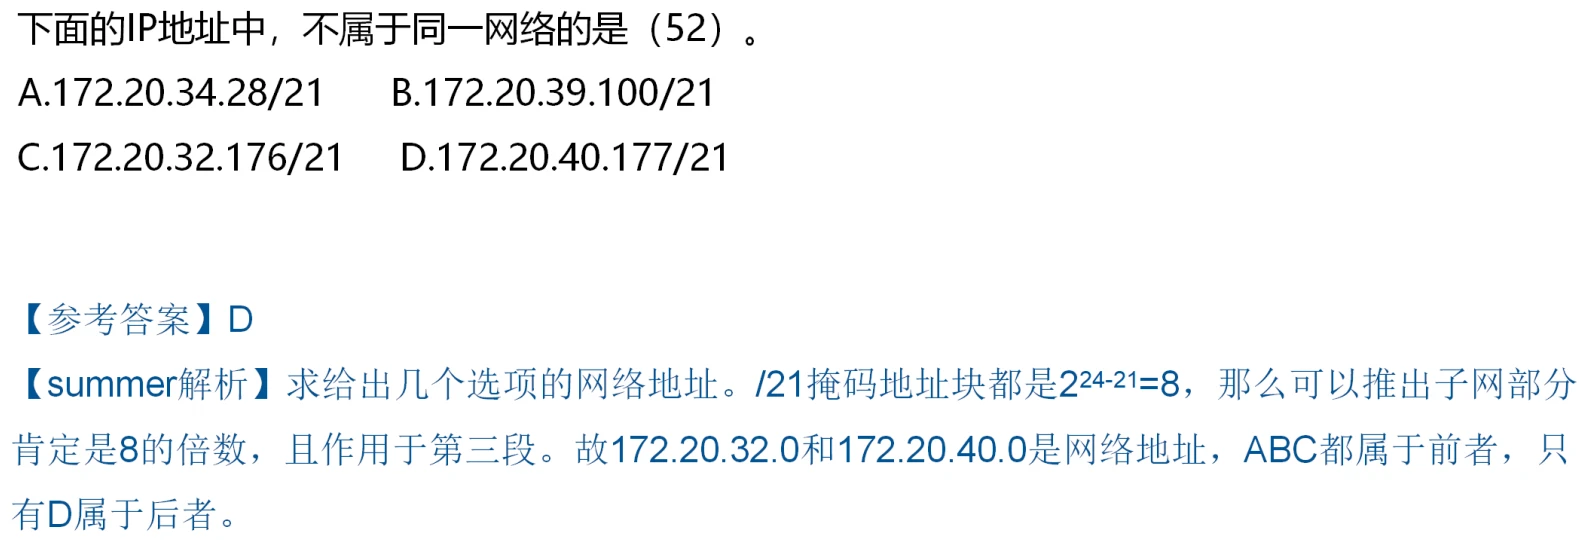 下面的IP地址中，不属于同一网络的是（52）。
A.172.20.34.28/21 B.172.20.39.100/21
C.172.20.32.176/21 D.172.20.40.177/21
【参考答案】D
【summer解析】求给出几个选项的网络地址。/21掩码地址块都是2²⁴⁻²¹=8，那么可以推出子网部分
肯定是8的倍数，且作用于第三段。故172.20.32.0和172.20.40.0是网络地址，ABC都属于前者，只
有D属于后者。